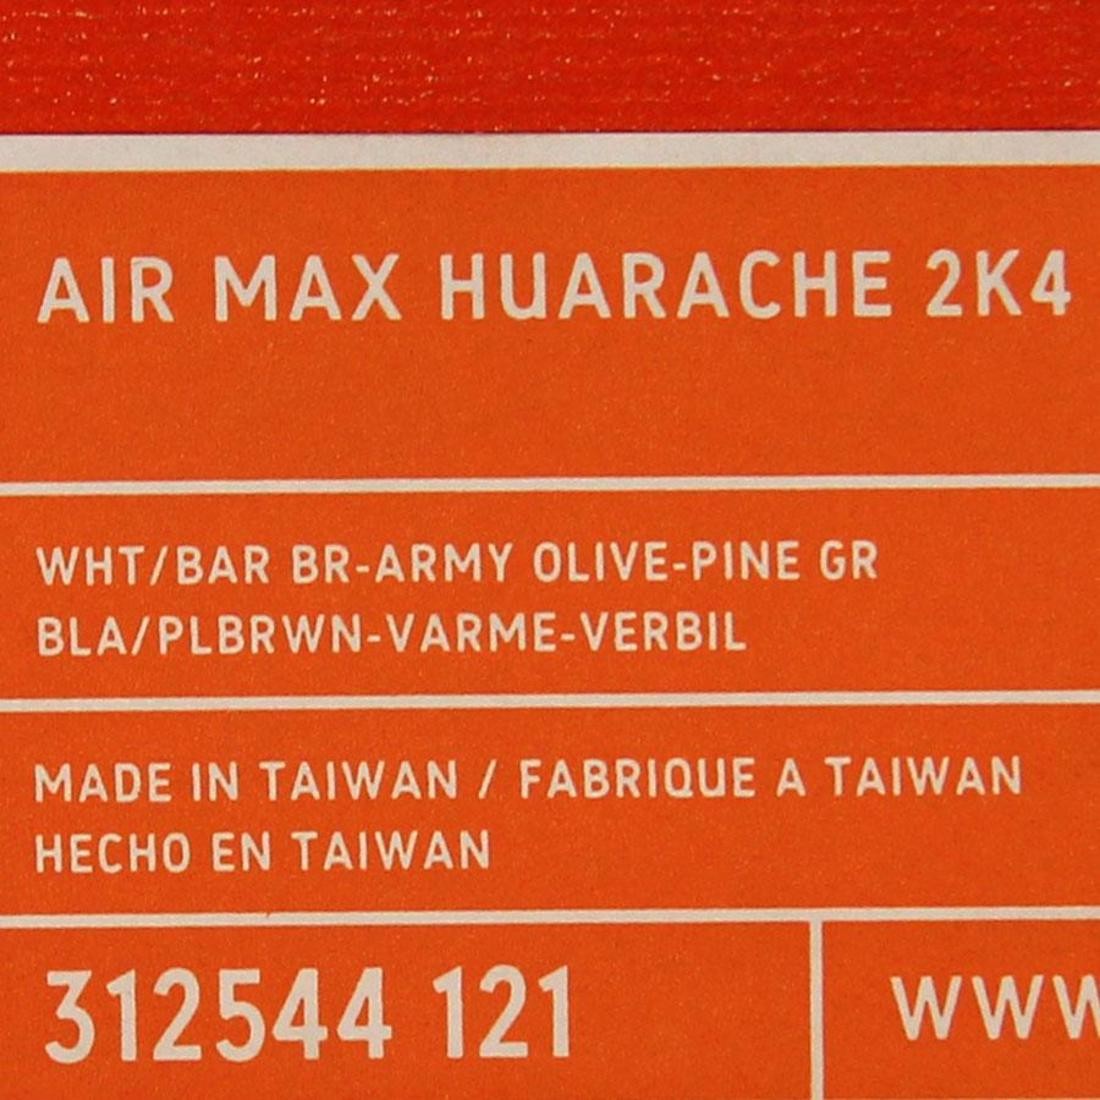 AIR MAX HUARACHE 2K4
WHT/BAR BR-ARMY OLIVE-PINE GR
BLA/PLBRWN-VARME-VERBIL
MADE IN TAIWAN / FABRIQUE A TAIWAN
HECHO EN TAIWAN
312544 121
WWW